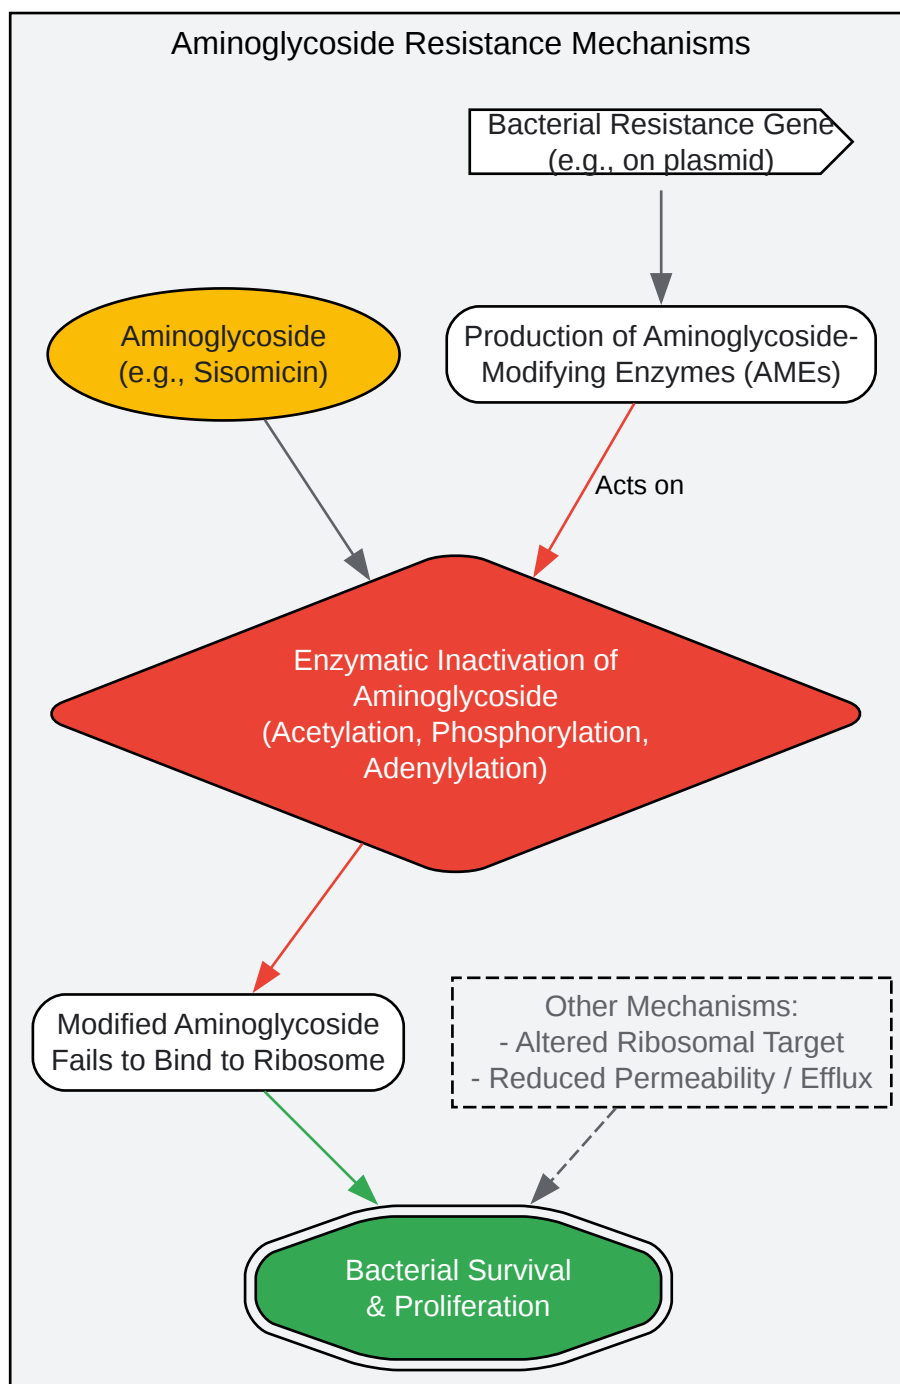 Aminoglycoside Resistance Mechanisms
Bacterial Resistance Gene
(e.g., on plasmid)
Aminoglycoside
(e.g., Sisomicin)
Production of Aminoglycoside-
Modifying Enzymes (AMEs)
Acts on
Enzymatic Inactivation of
Aminoglycoside
(Acetylation, Phosphorylation,
Adenylylation)
Modified Aminoglycoside
Fails to Bind to Ribosome
Other Mechanisms:
- Altered Ribosomal Target
- Reduced Permeability / Efflux
Bacterial Survival
& Proliferation